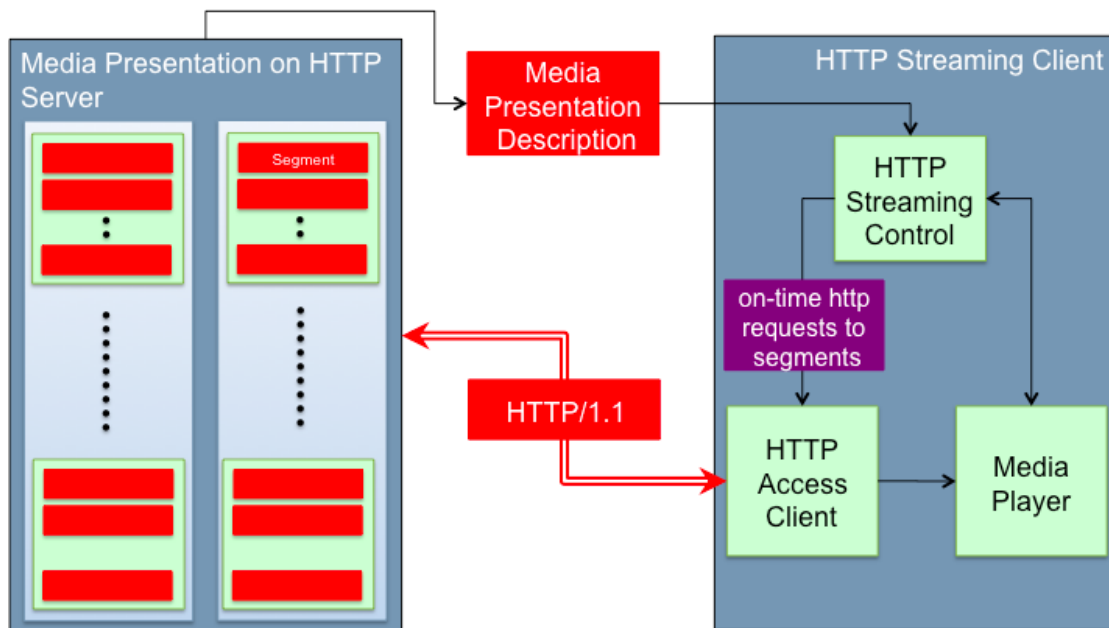 Media Presentation on HTTP
Server
Segment
Media
Presentation
Description
HTTP Streaming Client
HTTP
Streaming
Control
on-time http
requests to
segments
HTTP/1.1
HTTP
Access
Client
Media
Player